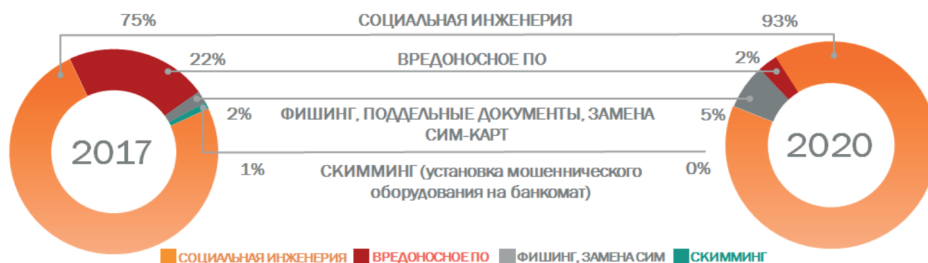 75% СОЦИАЛЬНАЯ ИНЖЕНЕРИЯ 93%
22% ВРЕДОНОСНОЕ ПО 2%
2% ФИШИНГ, ПОДДЕЛЬНЫЕ ДОКУМЕНТЫ, ЗАМЕНА 5%
СИМ-КАРТ
2017
2020
1% СКИММИНГ (установка мошеннического 0%
оборудования на банкомат)
СОЦИАЛЬНАЯ ИНЖЕНЕРИЯ ВРЕДОНОСНОЕ ПО ФИШИНГ, ЗАМЕНА СИМ СКИММИНГ